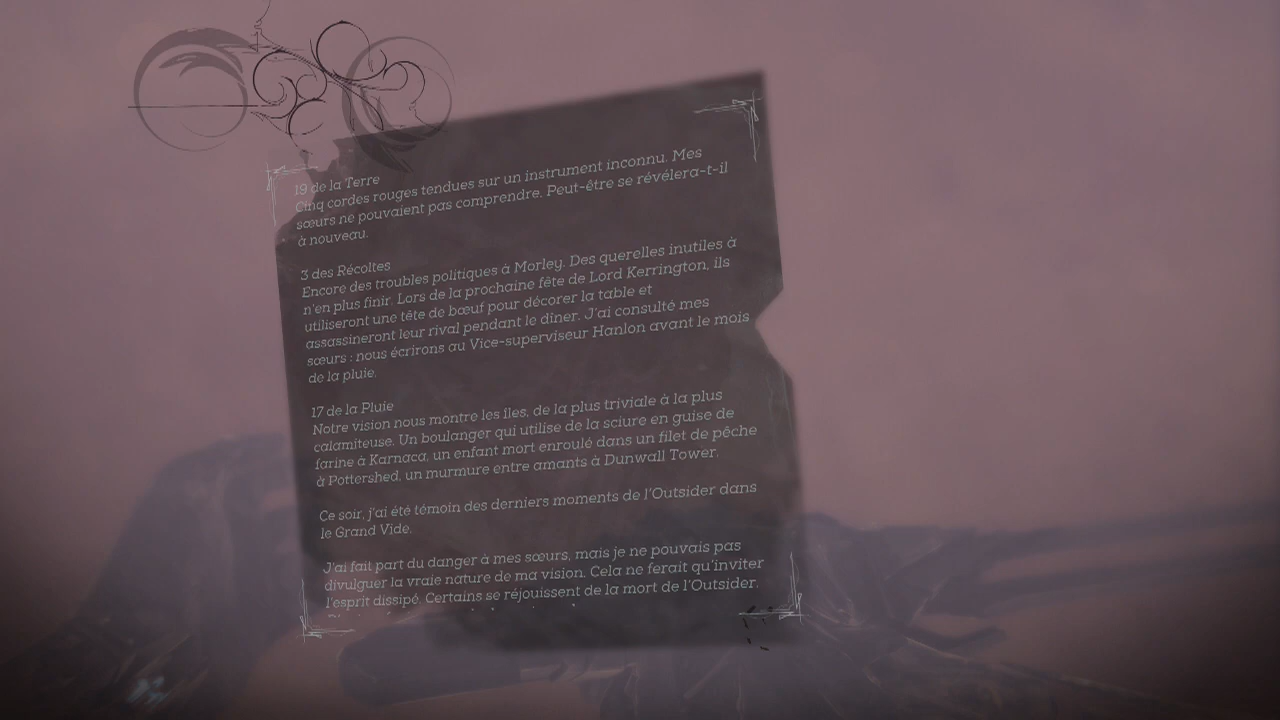 19 de la Terre
Cinq cordes rouges tendues sur un instrument inconnu. Mes
sœurs ne pouvaient pas comprendre. Peut-être se révélera-t-il
à nouveau.
3 des Récoltes
Encore des troubles politiques à Morley. Des querelles inutiles à
n'en plus finir. Lors de la prochaine fête de Lord Kerrington, ils
utiliseront une tête de bœuf pour décorer la table et
assassineront leur rival pendant le dîner. J'ai consulté mes
sœurs : nous écrirons au Vice-superviseur Hanlon avant le mois
de la pluie.
17 de la Pluie
Notre vision nous montre les îles, de la plus triviale à la plus
calamiteuse. Un boulanger qui utilise de la sciure en guise de
farine à Karnaca, un enfant mort enroulé dans un filet de pêche
à Pottershed, un murmure entre amants à Dunwall Tower.
Ce soir, j'ai été témoin des derniers moments de l'Outsider dans
le Grand Vide.
J'ai fait part du danger à mes sœurs, mais je ne pouvais pas
divulguer la vraie nature de ma vision. Cela ne ferait qu'inviter
l'esprit dissipé. Certains se réjouissent de la mort de l'Outsider,